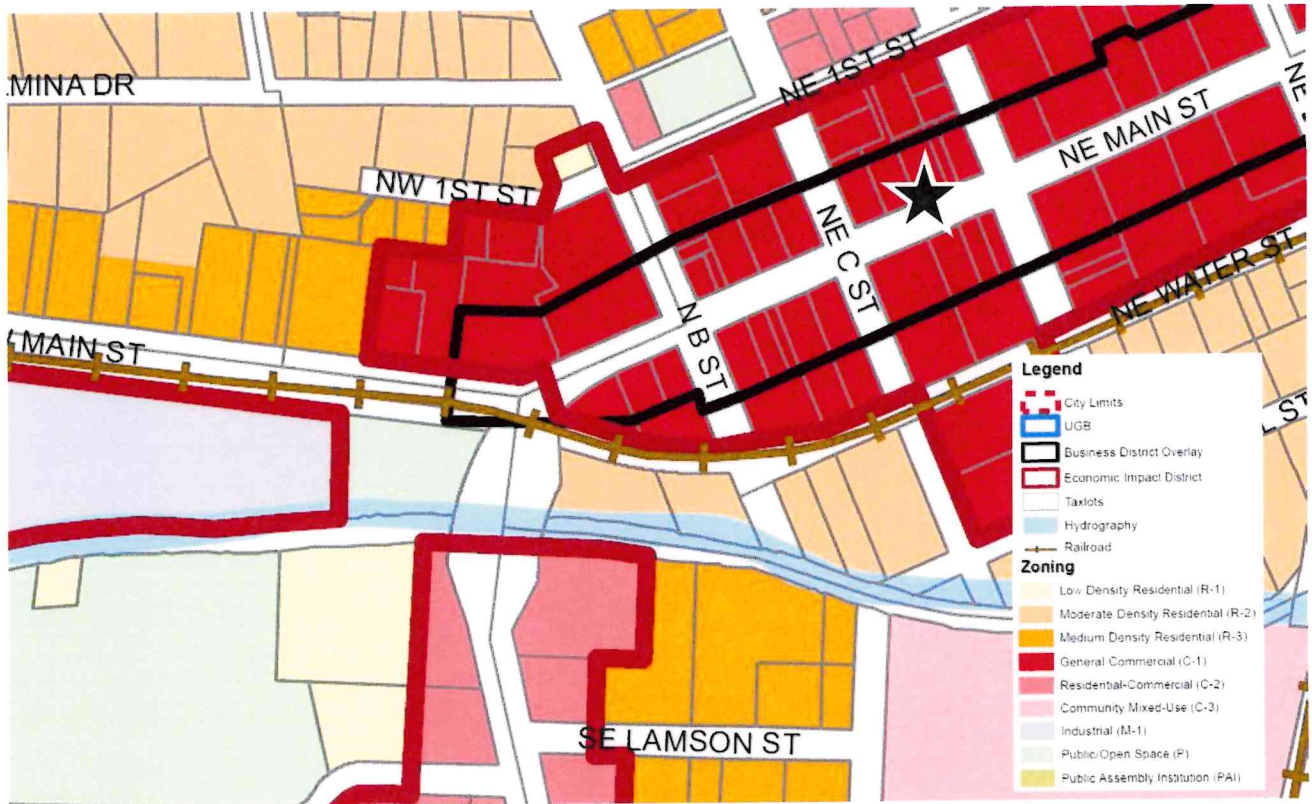 MINA DR
NE 1ST ST
NE
NE MAIN ST
NW 1ST ST
NE C ST
N B ST
NE WATER ST
MAIN ST
L ST
SE LAMSON ST
Legend
City Limits
UGB
Business District Overlay
Economic Impact District
Taxlots
Hydrography
Railroad
Zoning
Low Density Residential (R-1)
Moderate Density Residential (R-2)
Medium Density Residential (R-3)
General Commercial (C-1)
Residential-Commercial (C-2)
Community Mixed-Use (C-3)
Industrial (M-1)
Public/Open Space (P)
Public Assembly Institution (PAI)